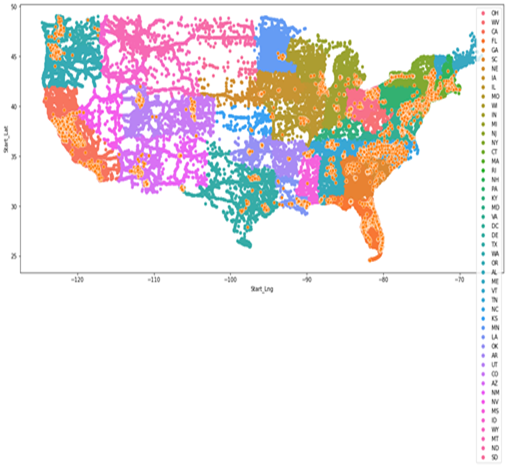 50
45
40
35
30
25
Start_Lat
−120
−110
−100
−90
−80
−70
Start_Lng
OH
WV
CA
FL
GA
SC
NE
IA
IL
MO
WI
IN
MI
NJ
NY
CT
MA
RI
NH
PA
KY
MD
VA
DC
DE
TX
WA
OR
AL
ME
VT
TN
NC
KS
MN
LA
OK
AR
UT
CO
AZ
NM
NV
MS
ID
WY
MT
ND
SD